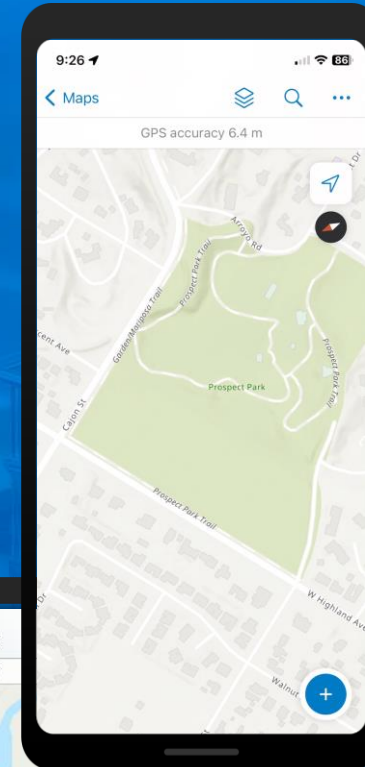 9:26
86
Maps
GPS accuracy 6.4 m
Arroyo Rd
Prospect Park Trail
Garden/Mariposa Trail
Prospect Park Trail
Prospect Park
Cajon St
Prospect Park Trail
W Highland Ave
Walnut